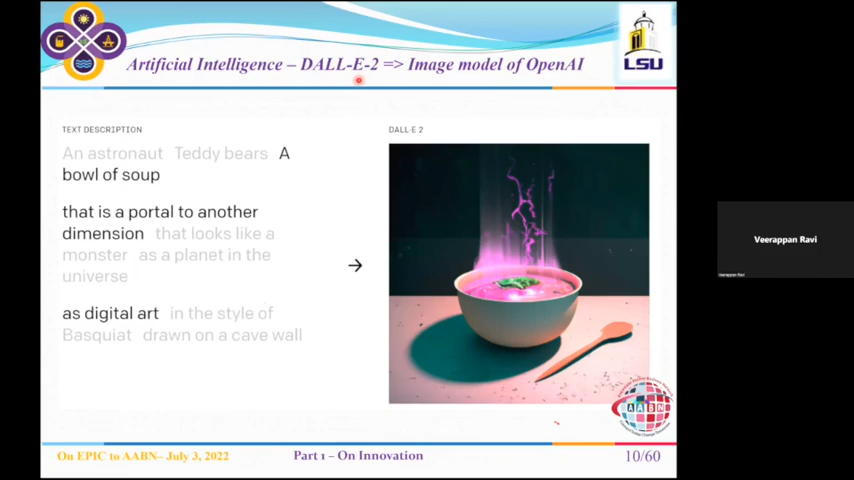 LSU
Artificial Intelligence – DALL-E-2 => Image model of OpenAI
TEXT DESCRIPTION
An astronaut Teddy bears A
bowl of soup
that is a portal to another
dimension that looks like a
monster as a planet in the
universe
as digital art in the style of
Basquiat drawn on a cave wall
DALL·E 2
→
AABN
On EPIC to AABN– July 3, 2022
Part 1 – On Innovation
10/60
Veerappan Ravi
Veerappan Ravi